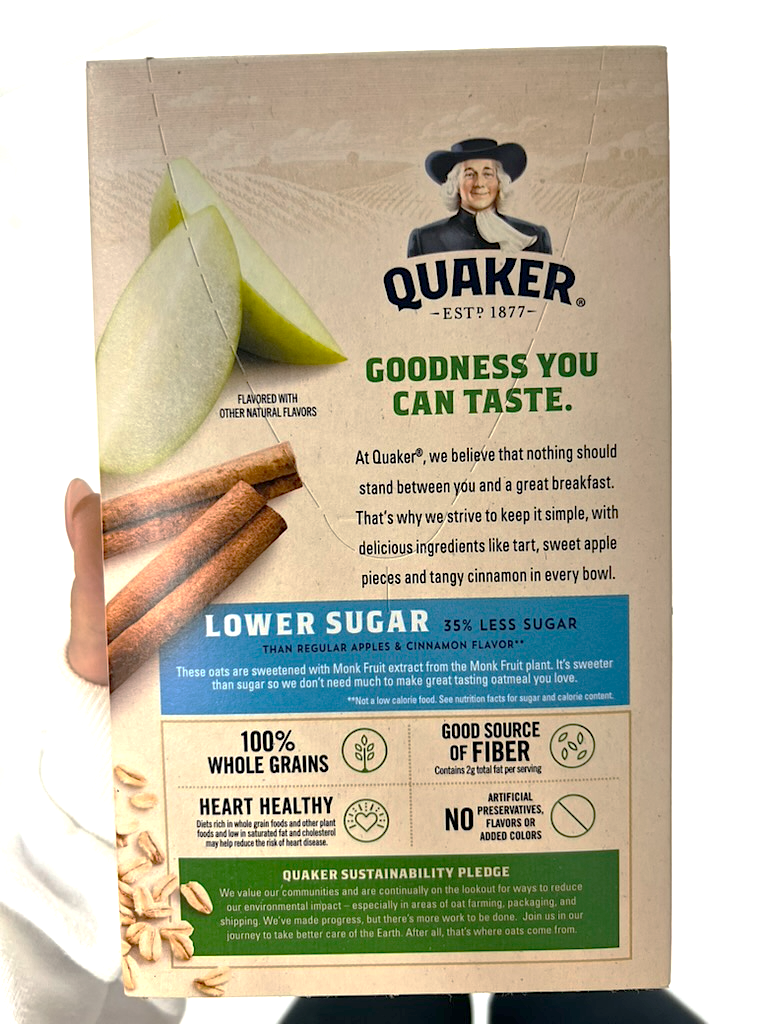 QUAKER®
-ESTD 1877-
GOODNESS YOU
CAN TASTE.
FLAVORED WITH
OTHER NATURAL FLAVORS
At Quaker®, we believe that nothing should
stand between you and a great breakfast.
That's why we strive to keep it simple, with
delicious ingredients like tart, sweet apple
pieces and tangy cinnamon in every bowl.
LOWER SUGAR 35% LESS SUGAR
THAN REGULAR APPLES & CINNAMON FLAVOR**
These oats are sweetened with Monk Fruit extract from the Monk Fruit plant. It's sweeter
than sugar so we don't need much to make great tasting oatmeal you love.
**Not a low calorie food. See nutrition facts for sugar and calorie content.
100%
WHOLE GRAINS
GOOD SOURCE
OF FIBER
Contains 2g total fat per serving
HEART HEALTHY
Diets rich in whole grain foods and other plant
foods and low in saturated fat and cholesterol
may help reduce the risk of heart disease.
NO ARTIFICIAL
PRESERVATIVES,
FLAVORS OR
ADDED COLORS
QUAKER SUSTAINABILITY PLEDGE
We value our communities and are continually on the lookout for ways to reduce
our environmental impact – especially in areas of oat farming, packaging, and
shipping. We've made progress, but there's more work to be done. Join us in our
journey to take better care of the Earth. After all, that's where oats come from.